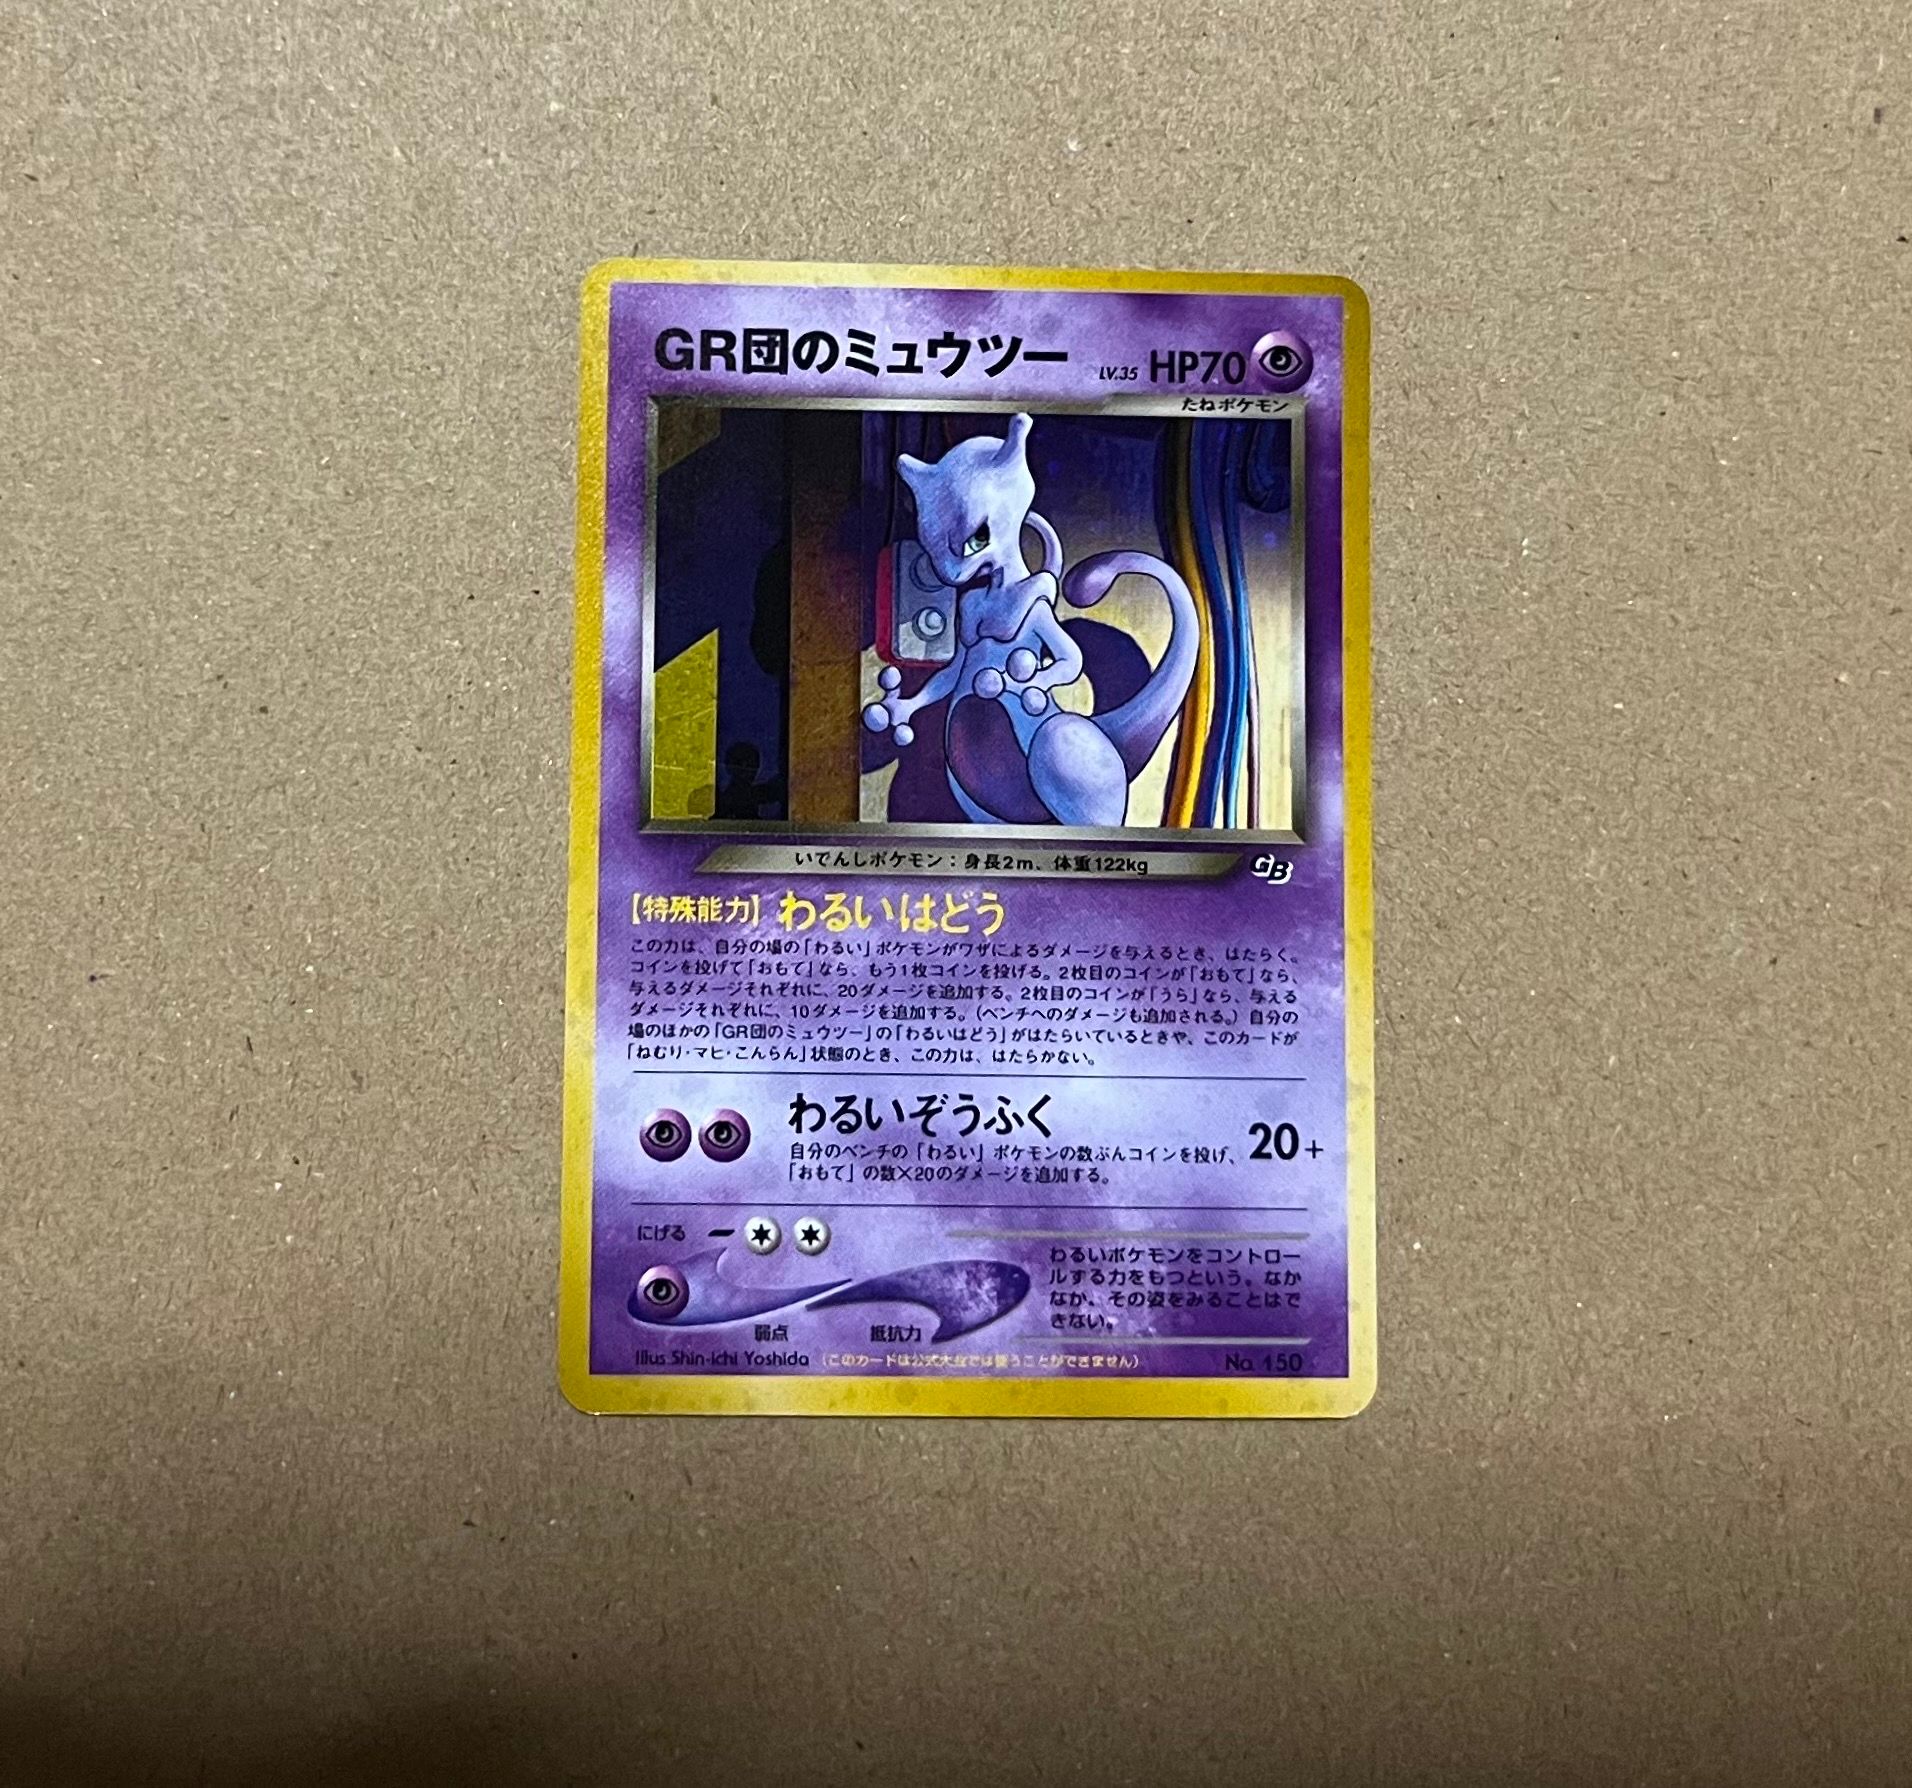 GR団のミュウツー LV.35 HP70
たねポケモン
いでんしポケモン：身長2m、体重122kg
GB
【特殊能力】わるいはどう
この力は、自分の場の「わるい」ポケモンがワザによるダメージを与えるとき、はたらく。
コインを投げて「おもて」なら、もう1枚コインを投げる。2枚目のコインが「おもて」なら、
与えるダメージそれぞれに、20ダメージを追加する。2枚目のコインが「うら」なら、与える
ダメージそれぞれに、10ダメージを追加する。（ベンチへのダメージも追加される。）自分の
場のほかの「GR団のミュウツー」の「わるいはどう」がはたらいているときや、このカードが
「ねむり・マヒ・こんらん」状態のとき、この力は、はたらかない。
わるいぞうふく 20+
自分のベンチの「わるい」ポケモンの数ぶんコインを投げ、
「おもて」の数×20のダメージを追加する。
にげる
弱点 抵抗力
わるいポケモンをコントロー
ルする力をもつという。なか
なか、その姿をみることはで
きない。
Illus.Shin-ichi Yoshida（このカードは公式大会では使うことができません） No.150